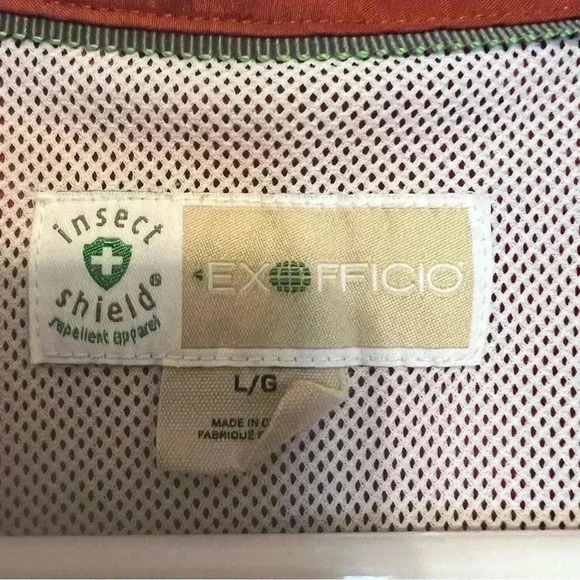 insect
shield®
repellent apparel
EXOFFICIO
L/G
MADE IN
FABRIQUÉ